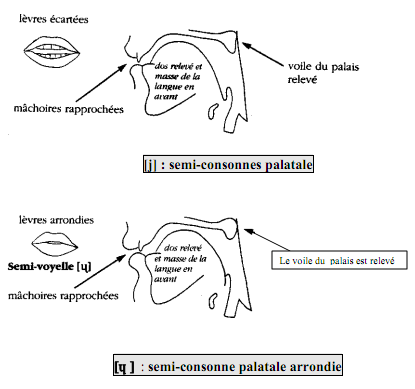 lèvres écartées
dos relevé et
masse de la
langue en
avant
voile du palais
relevé
mâchoires rapprochées
[j] : semi-consonnes palatale
lèvres arrondies
Semi-voyelle [ɥ]
dos relevé
et masse de la
langue en
avant
Le voile du palais est relevé
mâchoires rapprochées
[ɥ ] : semi-consonne palatale arrondie